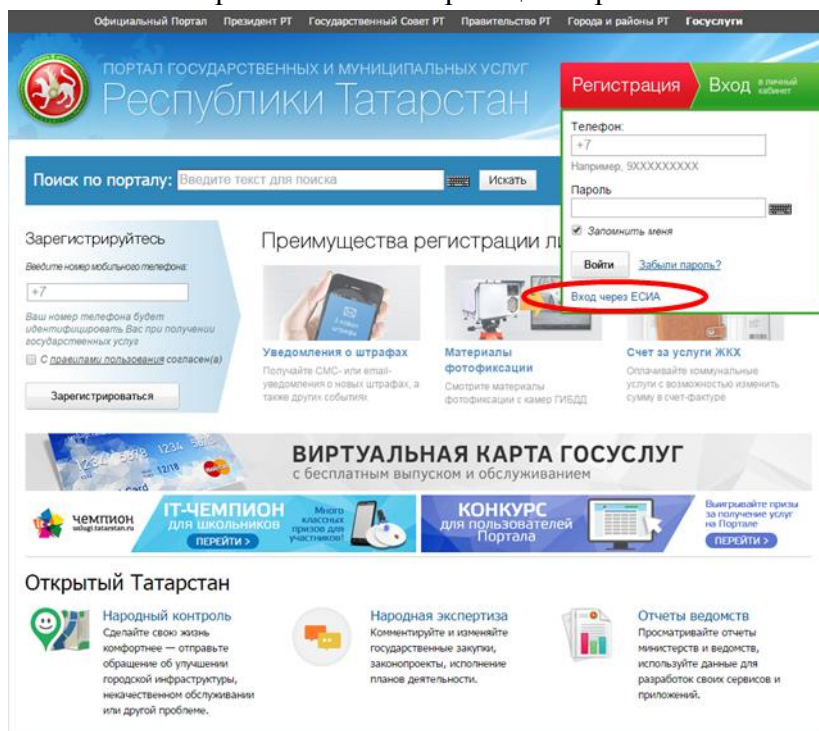 Официальный Портал Президент РТ Государственный Совет РТ Правительство РТ Города и районы РТ Госуслуги
ПОРТАЛ ГОСУДАРСТВЕННЫХ И МУНИЦИПАЛЬНЫХ УСЛУГ
Республики Татарстан
Регистрация Вход в личный кабинет
Телефон:
+7
Например, 9XXXXXXXXX
Пароль
Запомнить меня
Войти Забыли пароль?
Вход через ЕСИА
Поиск по порталу: Введите текст для поиска Искать
Зарегистрируйтесь
Введите номер мобильного телефона:
+7
Ваш номер телефона будет
идентифицировать Вас при получении
государственных услуг
С правилами пользования согласен(а)
Зарегистрироваться
Преимущества регистрации
Уведомления о штрафах
Получайте СМС- или email-
уведомления о новых штрафах, а
также других событиях
Материалы
фотофиксации
Смотрите материалы
фотофиксации с камер ГИБДД
Счет за услуги ЖКХ
Оплачивайте коммунальные
услуги с возможностью изменить
сумму в счет-фактуре
ВИРТУАЛЬНАЯ КАРТА ГОСУСЛУГ
с бесплатным выпуском и обслуживанием
чемпион
uslugi.tatarstan.ru
IT-ЧЕМПИОН
для школьников
ПЕРЕЙТИ >
Много
классных
призов для
участников!
КОНКУРС
для пользователей
Портала
Выигрывайте призы
за получение услуг
на Портале
ПЕРЕЙТИ >
Открытый Татарстан
Народный контроль
Сделайте свою жизнь
комфортнее — отправьте
обращение об улучшении
городской инфраструктуры,
некачественном обслуживании
или другой проблеме.
Народная экспертиза
Комментируйте и изменяйте
государственные закупки,
законопроекты, исполнение
планов деятельности.
Отчеты ведомств
Просматривайте отчеты
министерств и ведомств,
используйте данные для
разработок своих сервисов и
приложений.